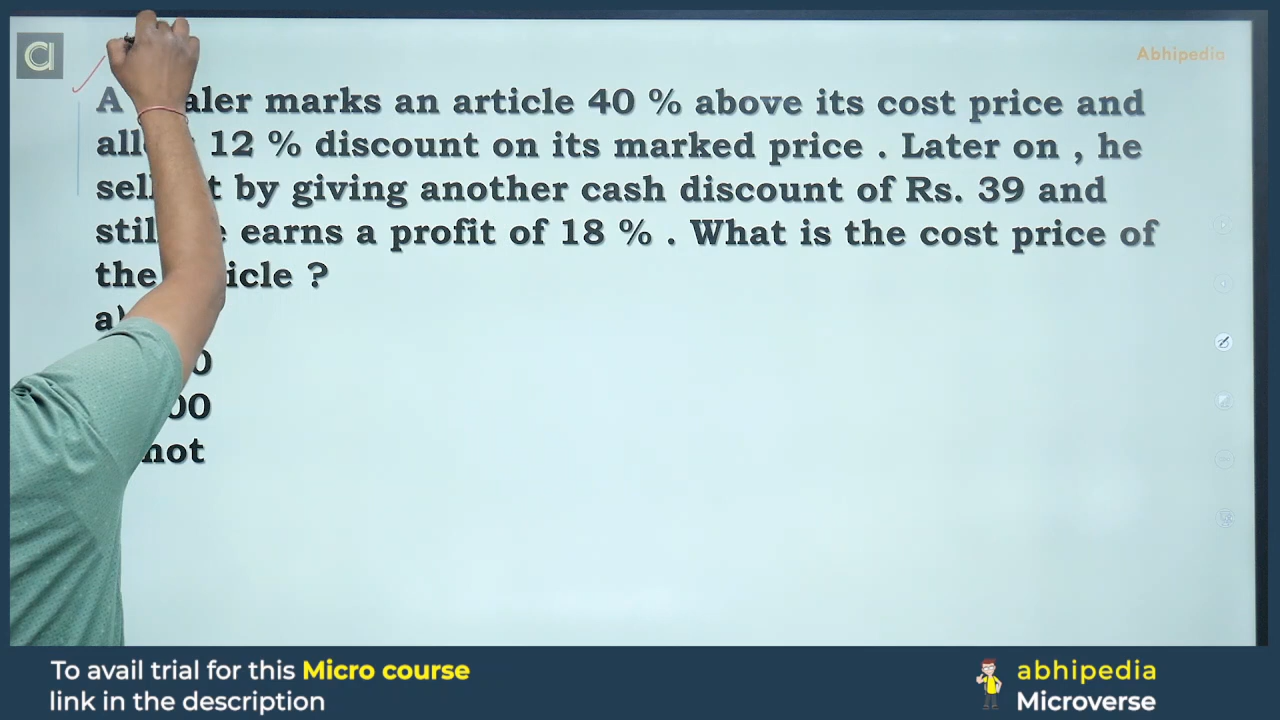 Abhipedia
A aler marks an article 40 % above its cost price and
all 12 % discount on its marked price . Later on , he
sell t by giving another cash discount of Rs. 39 and
stil e earns a profit of 18 % . What is the cost price of
the icle ?
a)
0
00
not
To avail trial for this Micro course
link in the description
abhipedia
Microverse